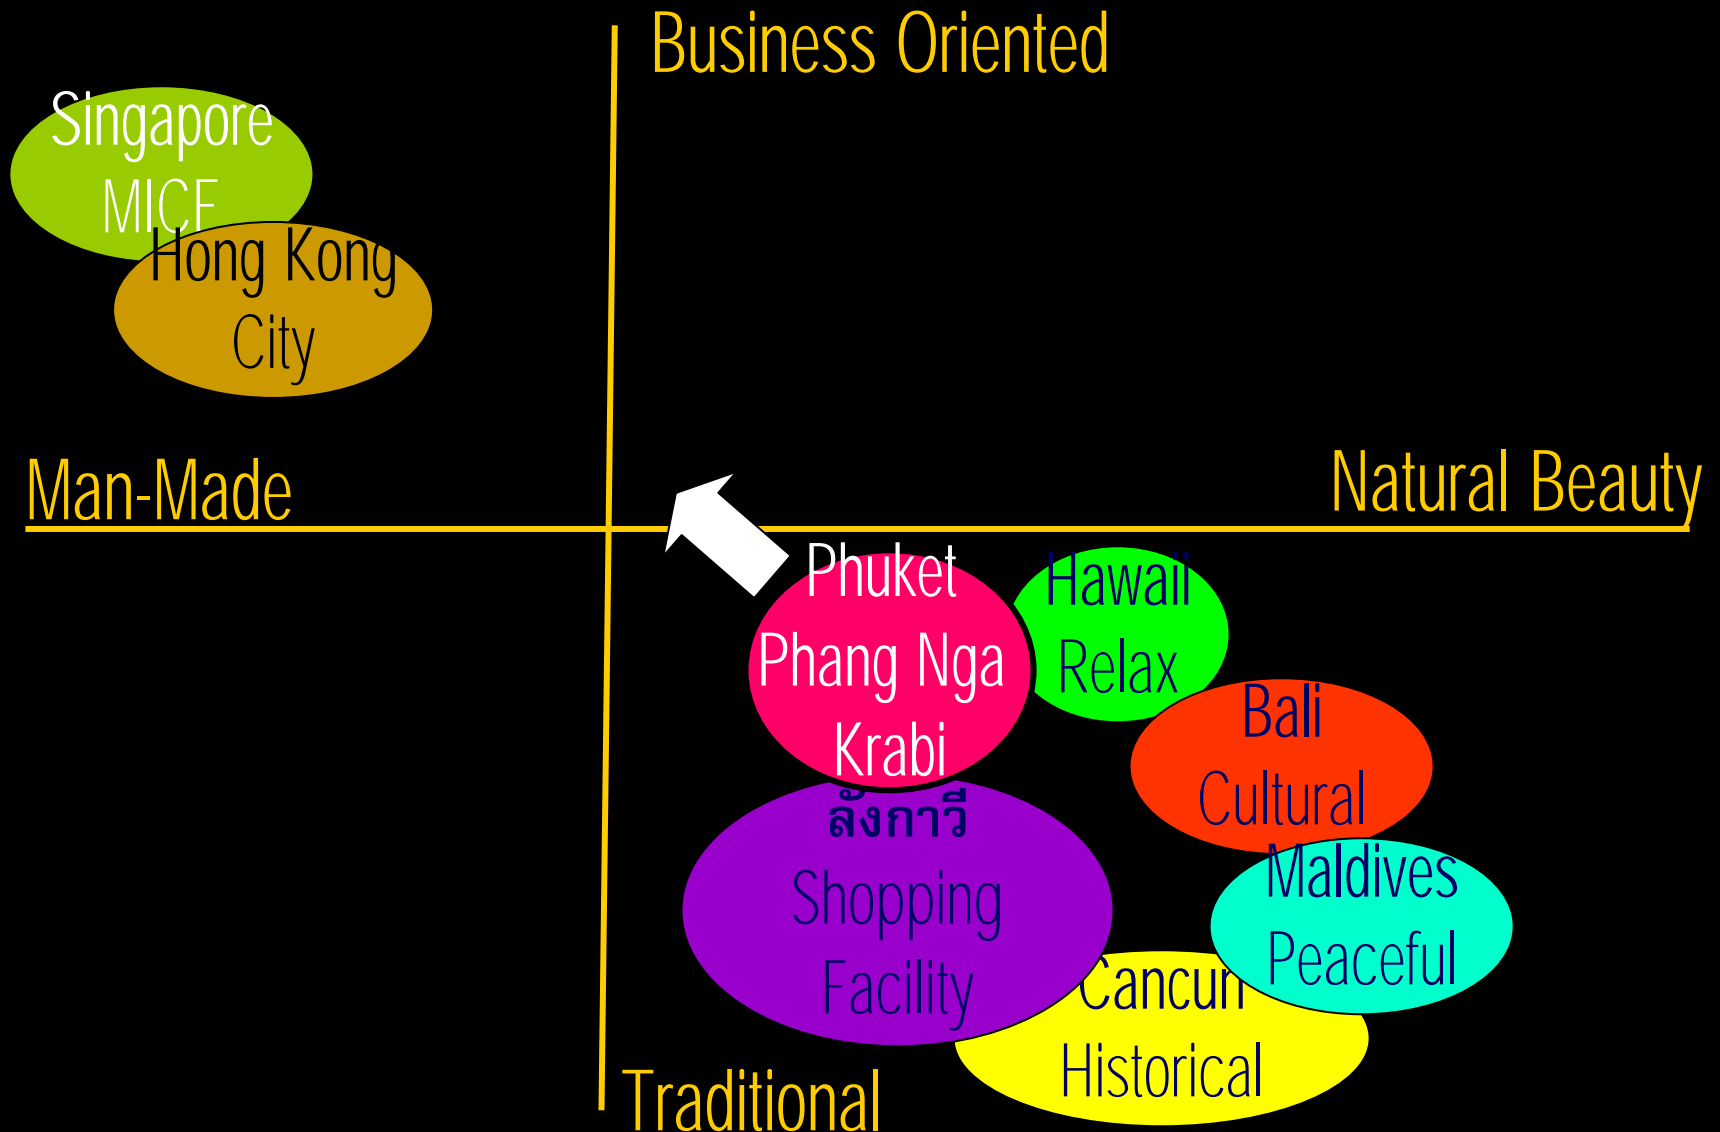 Business Oriented
Singapore
MICE
Hong Kong
City
Man-Made
Natural Beauty
Phuket
Phang Nga
Krabi
Hawaii
Relax
Bali
Cultural
ลังกาวี
Shopping
Facility
Maldives
Peaceful
Cancun
Historical
Traditional